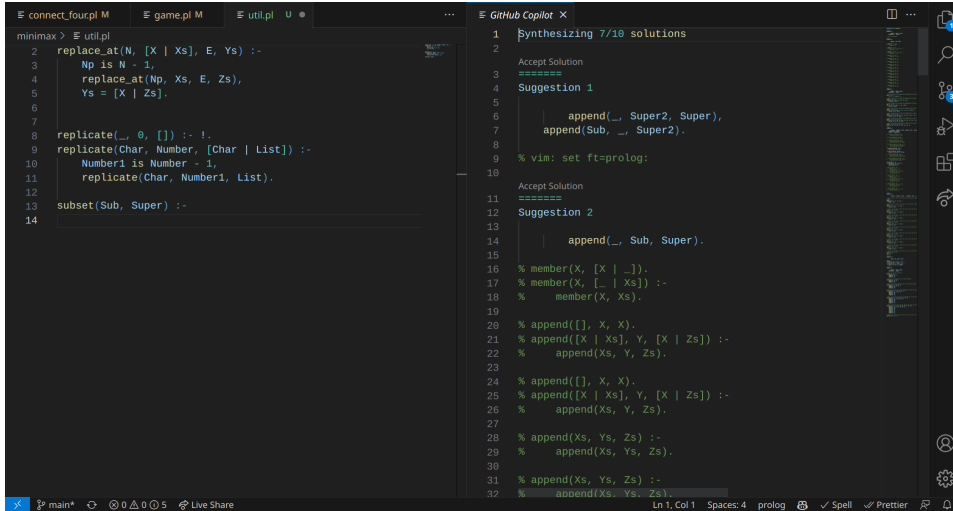 connect_four.pl M
game.pl M
util.pl U
GitHub Copilot
minimax > util.pl
2 replace_at(N, [X | Xs], E, Ys) :-
3 Np is N - 1,
4 replace_at(Np, Xs, E, Zs),
5 Ys = [X | Zs].
6
7
8 replicate(_, 0, []) :- !.
9 replicate(Char, Number, [Char | List]) :-
10 Number1 is Number - 1,
11 replicate(Char, Number1, List).
12
13 subset(Sub, Super) :-
14
1 Synthesizing 7/10 solutions
2
Accept Solution
3 =======
4 Suggestion 1
5
6 append(_, Super2, Super),
7 append(Sub, _, Super2).
8
9 % vim: set ft=prolog:
10
Accept Solution
11 =======
12 Suggestion 2
13
14 append(_, Sub, Super).
15
16 % member(X, [X | _]).
17 % member(X, [_ | Xs]) :-
18 % member(X, Xs).
19
20 % append([], X, X).
21 % append([X | Xs], Y, [X | Zs]) :-
22 % append(Xs, Y, Zs).
23
24 % append([], X, X).
25 % append([X | Xs], Y, [X | Zs]) :-
26 % append(Xs, Y, Zs).
27
28 % append(Xs, Ys, Zs) :-
29 % append(Xs, Ys, Zs).
30
31 % append(Xs, Ys, Zs) :-
32 % append(Xs, Ys, Zs).
main* 0 0 5 Live Share
Ln 1, Col 1 Spaces: 4 prolog Spell Prettier